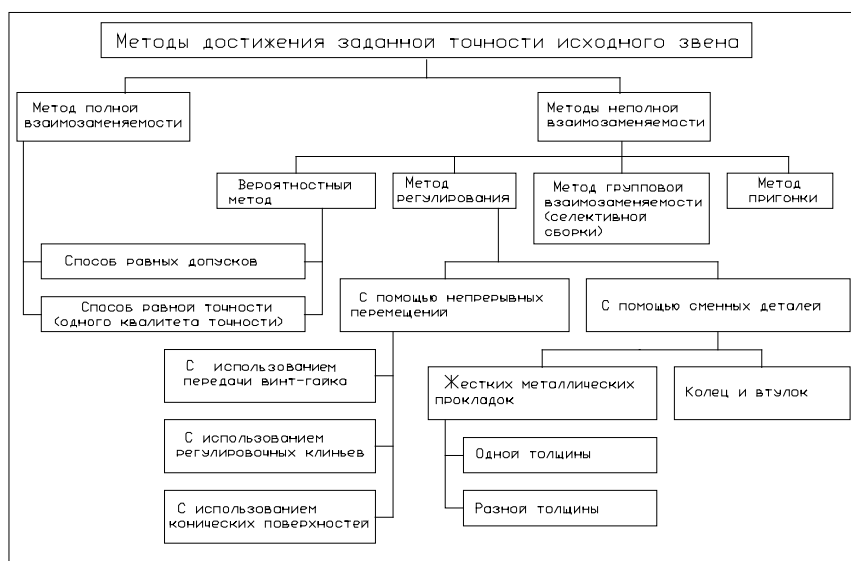 Методы достижения заданной точности исходного звена
Метод полной
взаимозаменяемости
Методы неполной
взаимозаменяемости
Вероятностный
метод
Метод
регулирования
Метод групповой
взаимозаменяемости
(селективной
сборки)
Метод
пригонки
Способ равных допусков
Способ равной точности
(одного квалитета точности)
С помощью непрерывных
перемещений
С помощью сменных деталей
С использованием
передачи винт-гайка
С использованием
регулировочных клиньев
С использованием
конических поверхностей
Жестких металлических
прокладок
Колец и втулок
Одной толщины
Разной толщины